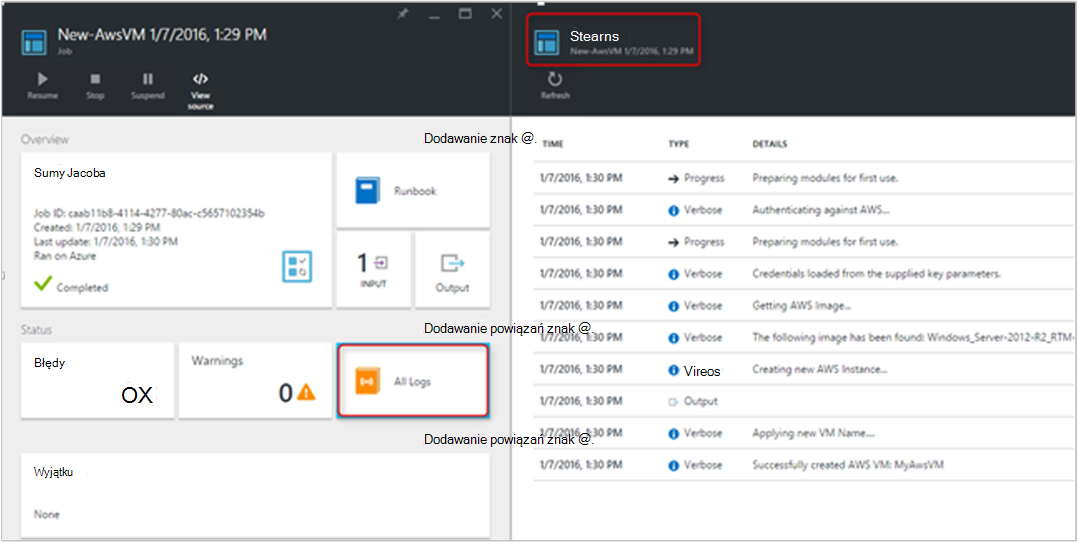 New-AwsVM 1/7/2016, 1:29 PM
Job
Resume
Stop
Suspend
View source
Overview
Dodawanie znak @.
Sumy Jacoba
Job ID: caab11b8-4114-4277-80ac-c5657102354b
Created: 1/7/2016, 1:29 PM
Last update: 1/7/2016, 1:30 PM
Ran on Azure
Completed
Runbook
1
INPUT
Output
Status
Dodawanie powiązań znak @.
Błędy
OX
Warnings
0
All Logs
Dodawanie powiązań znak @.
Wyjątku
None
Stearns
New-AwsVM 1/7/2016, 1:29 PM
Refresh
TIME TYPE DETAILS
1/7/2016, 1:30 PM Progress Preparing modules for first use.
1/7/2016, 1:30 PM Verbose Authenticating against AWS...
1/7/2016, 1:30 PM Progress Preparing modules for first use.
1/7/2016, 1:30 PM Verbose Credentials loaded from the supplied key parameters.
1/7/2016, 1:30 PM Verbose Getting AWS Image...
1/7/2016, 1:30 PM Verbose The following image has been found: Windows_Server-2012-R2_RTM-
1/7/2016, 1:30 PM Vireos Creating new AWS Instance...
1/7/2016, 1:30 PM Output
1/7/2016, 1:30 PM Verbose Applying new VM Name...
1/7/2016, 1:30 PM Verbose Successfully created AWS VM: MyAwsVM